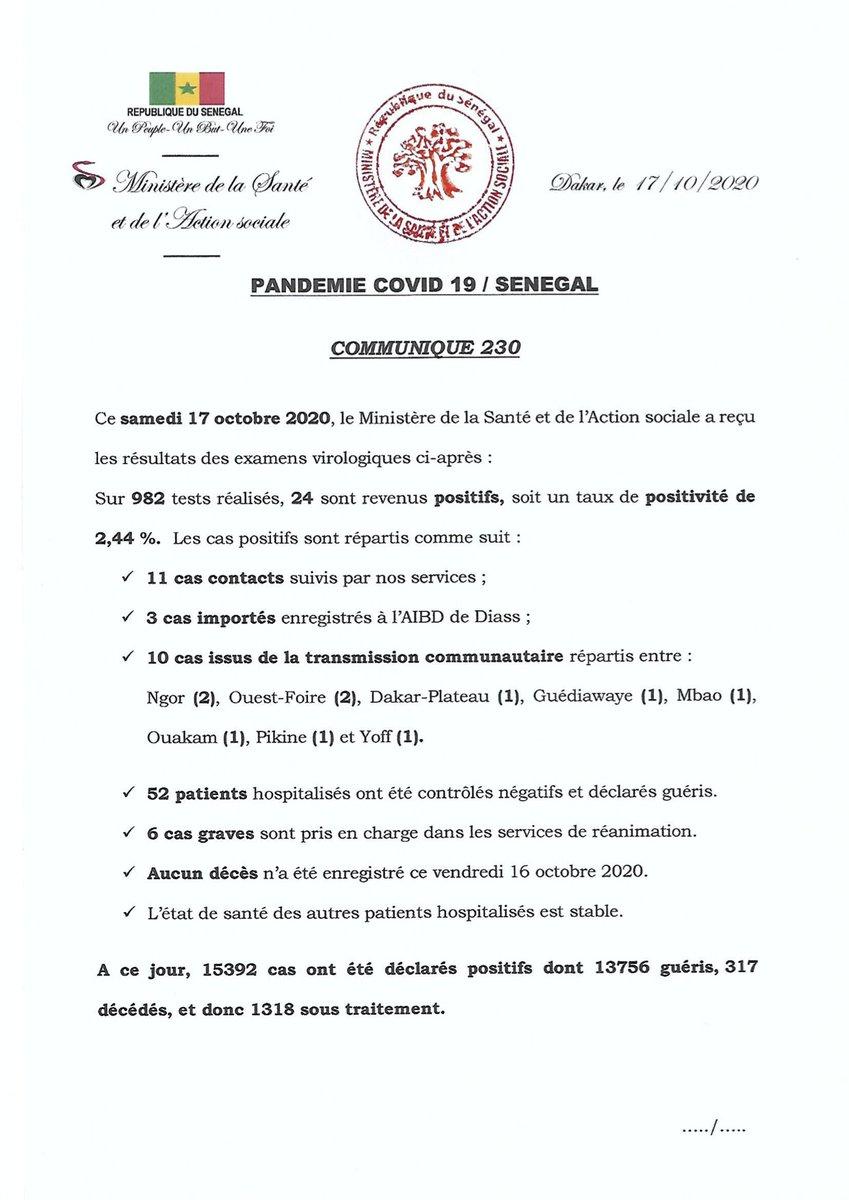 REPUBLIQUE DU SENEGAL
Un Peuple-Un But-Une Foi
Ministère de la Santé
et de l'Action sociale
République du Sénégal
MINISTÈRE DE LA SANTÉ ET DE L'ACTION SOCIALE
Dakar, le 17/10/2020
PANDEMIE COVID 19 / SENEGAL
COMMUNIQUE 230
Ce samedi 17 octobre 2020, le Ministère de la Santé et de l'Action sociale a reçu
les résultats des examens virologiques ci-après :
Sur 982 tests réalisés, 24 sont revenus positifs, soit un taux de positivité de
2,44 %. Les cas positifs sont répartis comme suit :
✓ 11 cas contacts suivis par nos services ;
✓ 3 cas importés enregistrés à l'AIBD de Diass ;
✓ 10 cas issus de la transmission communautaire répartis entre :
Ngor (2), Ouest-Foire (2), Dakar-Plateau (1), Guédiawaye (1), Mbao (1),
Ouakam (1), Pikine (1) et Yoff (1).
✓ 52 patients hospitalisés ont été contrôlés négatifs et déclarés guéris.
✓ 6 cas graves sont pris en charge dans les services de réanimation.
✓ Aucun décès n'a été enregistré ce vendredi 16 octobre 2020.
✓ L'état de santé des autres patients hospitalisés est stable.
A ce jour, 15392 cas ont été déclarés positifs dont 13756 guéris, 317
décédés, et donc 1318 sous traitement.
...../.....